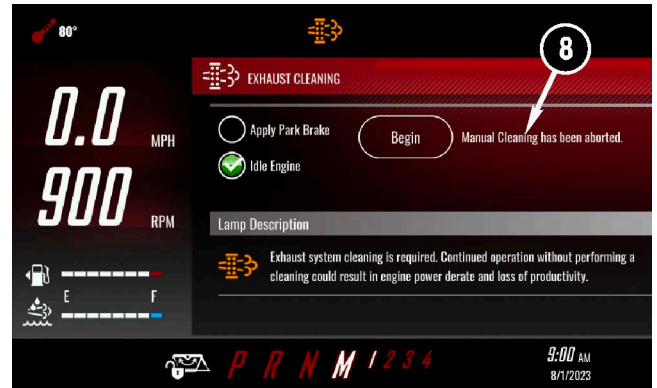 80°
8
EXHAUST CLEANING
0.0 MPH
Apply Park Brake
Begin
Manual Cleaning has been aborted.
Idle Engine
900 RPM
Lamp Description
Exhaust system cleaning is required. Continued operation without performing a
cleaning could result in engine power derate and loss of productivity.
E F
P R N M 1 2 3 4
9:00 AM
8/1/2023